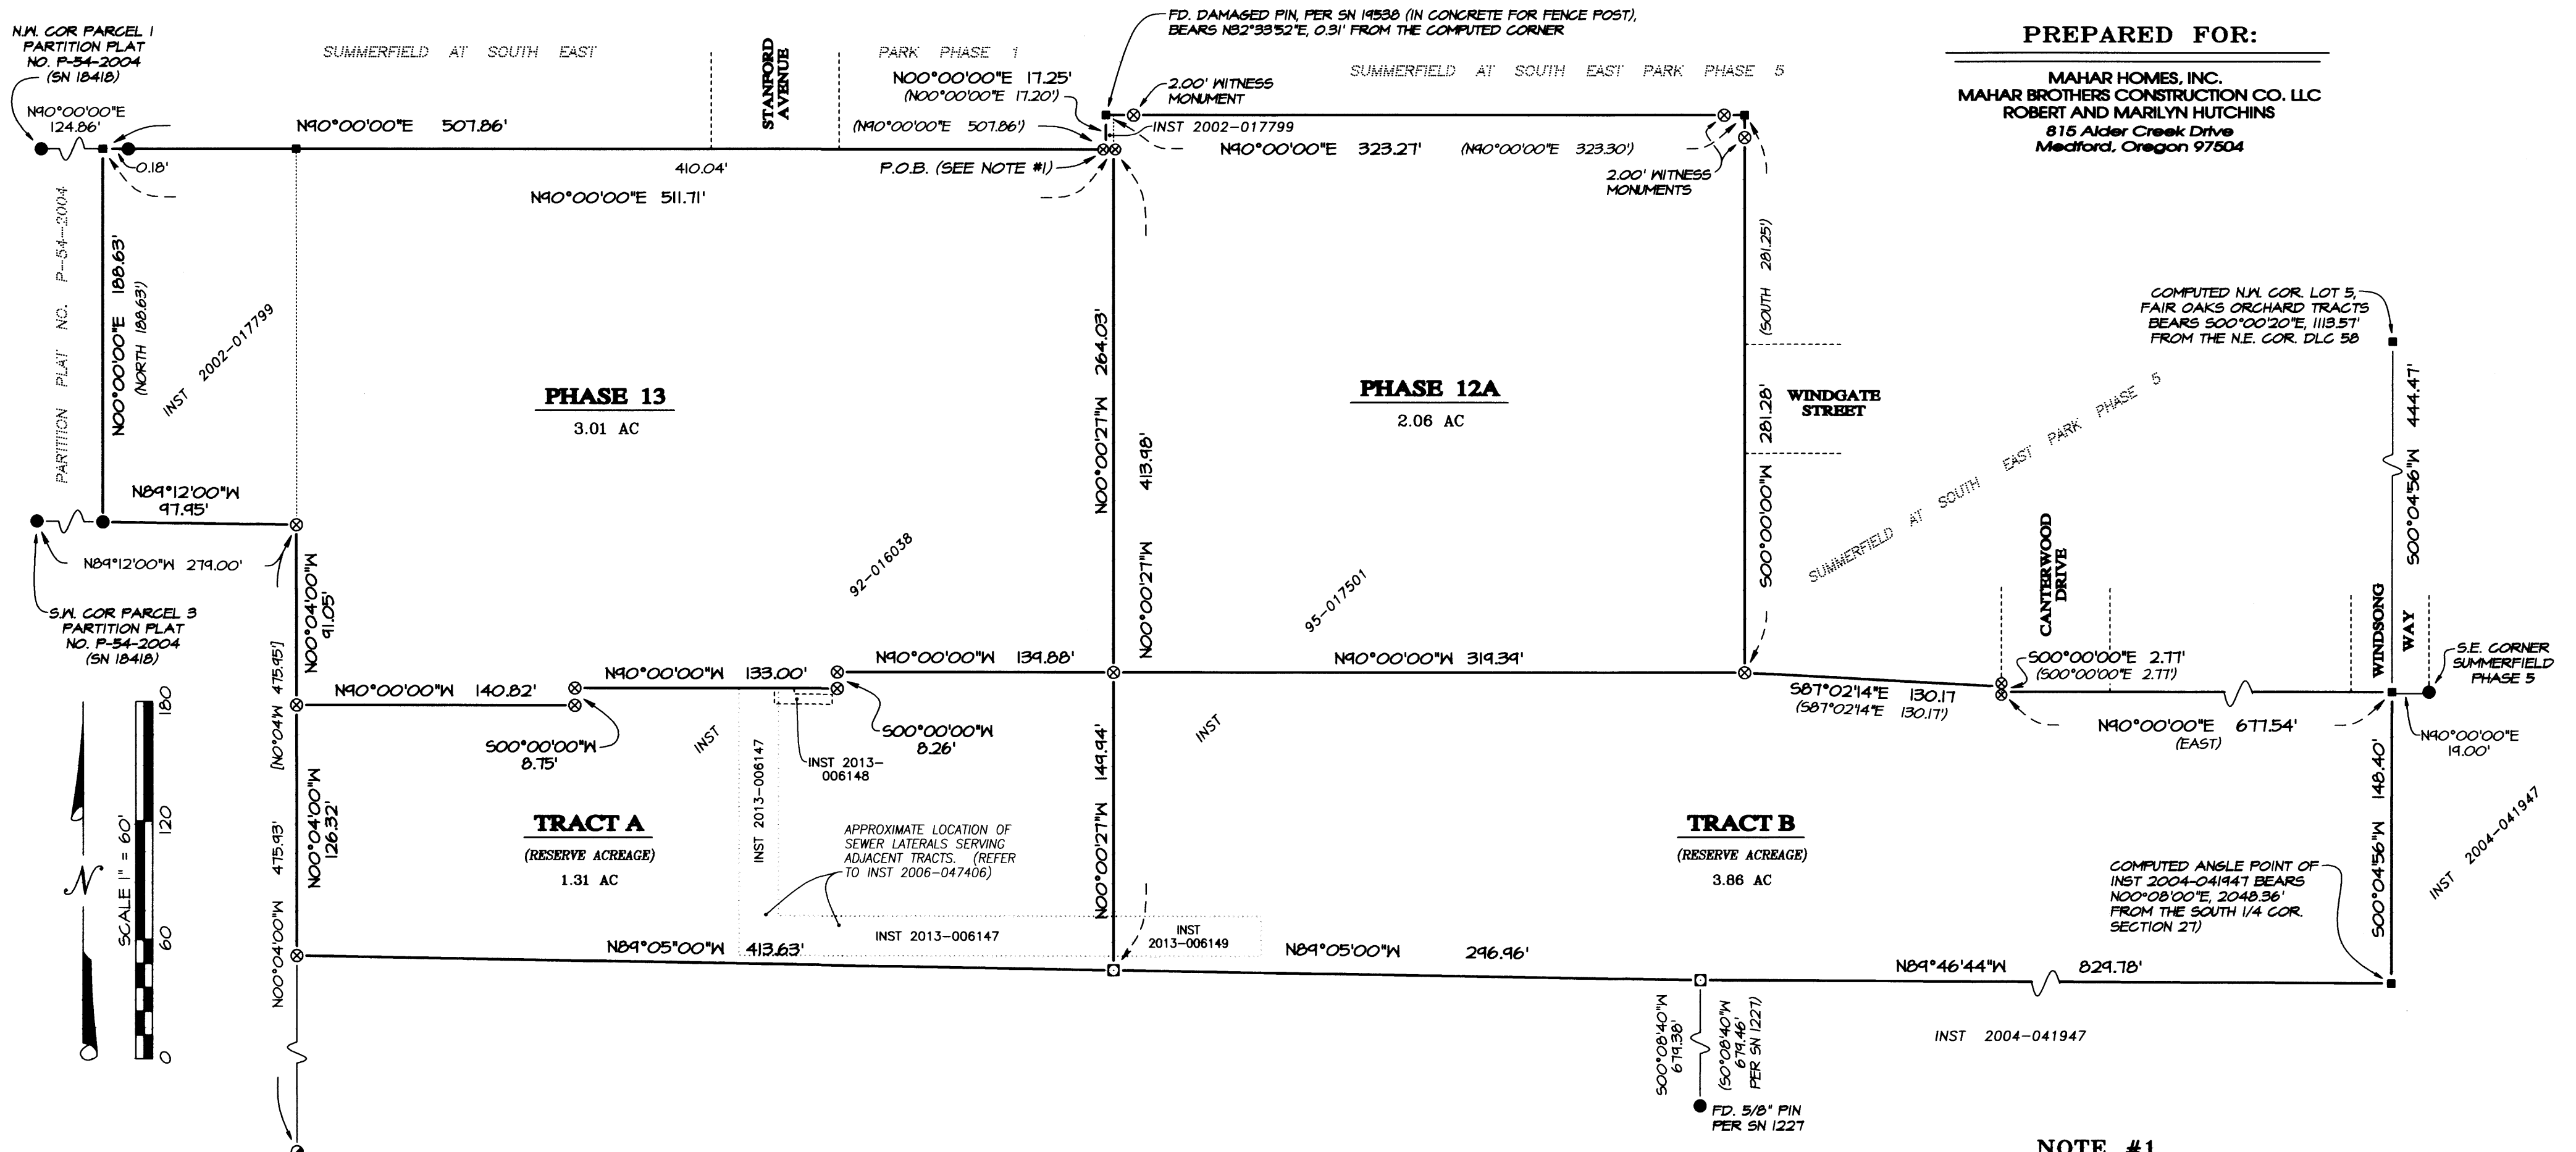 N.W. COR PARCEL 1
PARTITION PLAT
NO. P-54-2004
(SN 18418)
N90°00'00"E
124.86'
SUMMERFIELD AT SOUTH EAST
PARK PHASE 1
STANFORD
AVENUE
N90°00'00"E 507.86'
(N90°00'00"E 507.86')
N00°00'00"E 17.25'
(N00°00'00"E 17.20')
FD. DAMAGED PIN, PER SN 19538 (IN CONCRETE FOR FENCE POST),
BEARS N32°33'52"E, 0.31' FROM THE COMPUTED CORNER
2.00' WITNESS
MONUMENT
SUMMERFIELD AT SOUTH EAST PARK PHASE 5
INST 2002-017799
N90°00'00"E 323.27'
(N90°00'00"E 323.30')
2.00' WITNESS
MONUMENTS
PREPARED FOR:
MAHAR HOMES, INC.
MAHAR BROTHERS CONSTRUCTION CO. LLC
ROBERT AND MARILYN HUTCHINS
815 Alder Creek Drive
Medford, Oregon 97504
0.18'
410.04'
P.O.B. (SEE NOTE #1)
N90°00'00"E 511.71'
PARTITION PLAT NO. P-54-2004
N00°00'00"E 188.63'
(NORTH 188.63')
INST 2002-017799
PHASE 13
3.01 AC
N00°00'27"W 264.03'
N00°00'27"W 413.98'
PHASE 12A
2.06 AC
(SOUTH 281.25')
S00°00'00"W 281.28'
WINDGATE
STREET
COMPUTED N.W. COR. LOT 5,
FAIR OAKS ORCHARD TRACTS
BEARS S00°00'20"E, 1113.57'
FROM THE N.E. COR. DLC 58
SUMMERFIELD AT SOUTH EAST PARK PHASE 5
S00°04'56"W 444.47'
N89°12'00"W
97.95'
N89°12'00"W 279.00'
S.W. COR PARCEL 3
PARTITION PLAT
NO. P-54-2004
(SN 18418)
N00°04'00"W
91.05'
[N0°04'W 475.95']
INST 92-016038
INST 95-017501
CANTERWOOD
DRIVE
WINDSONG
WAY
S.E. CORNER
SUMMERFIELD
PHASE 5
N90°00'00"W 140.82'
N90°00'00"W 133.00'
N90°00'00"W 139.88'
N90°00'00"W 319.39'
S00°00'00"W
8.75'
S00°00'00"W
8.26'
S87°02'14"E 130.17
(S87°02'14"E 130.17')
S00°00'00"E 2.77'
(S00°00'00"E 2.77')
N90°00'00"E 677.54'
(EAST)
N90°00'00"E
19.00'
INST 2013-
006148
INST 2013-006147
N00°00'27"W 149.94'
N00°04'00"W
126.32'
N00°04'00"W 475.93'
TRACT A
(RESERVE ACREAGE)
1.31 AC
APPROXIMATE LOCATION OF
SEWER LATERALS SERVING
ADJACENT TRACTS. (REFER
TO INST 2006-047406)
TRACT B
(RESERVE ACREAGE)
3.86 AC
S00°04'56"W 148.40'
INST 2004-041947
COMPUTED ANGLE POINT OF
INST 2004-041947 BEARS
N00°08'00"E, 2048.36'
FROM THE SOUTH 1/4 COR.
SECTION 27)
INST 2013-006147
INST
2013-006149
N89°05'00"W 413.63'
N89°05'00"W 296.96'
N89°46'44"W 829.78'
S00°08'40"W
679.38'
(S0°08'40"W
679.46'
PER SN 1227)
INST 2004-041947
FD. 5/8" PIN
PER SN 1227
N
SCALE 1" = 60'
0 60 120 180
NOTE #1